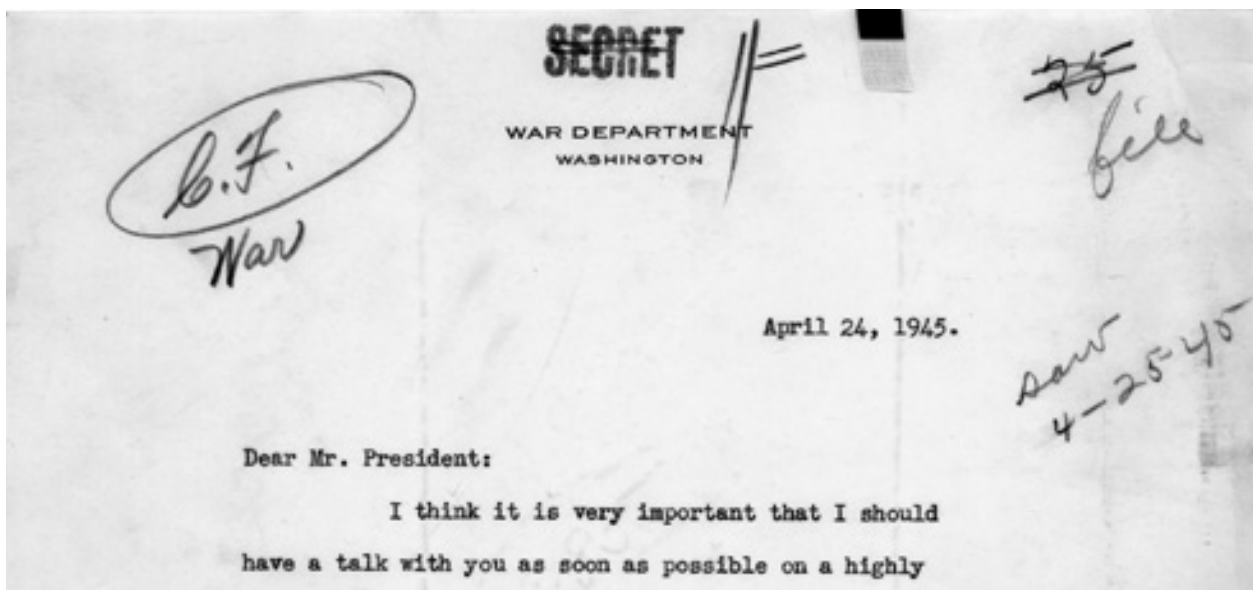 SECRET
25
file
WAR DEPARTMENT
WASHINGTON
C.F.
War
April 24, 1945.
saw
4-25-45
Dear Mr. President:
I think it is very important that I should
have a talk with you as soon as possible on a highly